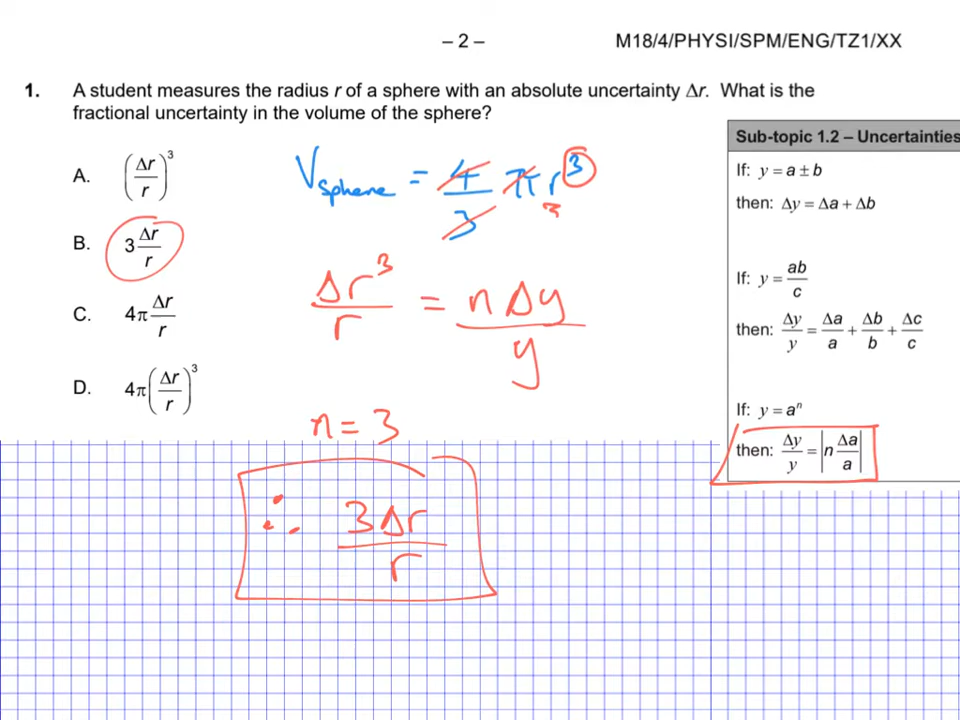 – 2 –
M18/4/PHYSI/SPM/ENG/TZ1/XX
1. A student measures the radius r of a sphere with an absolute uncertainty Δr. What is the
fractional uncertainty in the volume of the sphere?
A. (Δr/r)³
B. 3 Δr/r
C. 4π Δr/r
D. 4π(Δr/r)³
V sphere = 4/3 π r³
3
Δr³/r = nΔy/y
n = 3
∴ 3Δr/r
Sub-topic 1.2 – Uncertainties
If: y = a ± b
then: Δy = Δa + Δb
If: y = ab/c
then: Δy/y = Δa/a + Δb/b + Δc/c
If: y = aⁿ
then: Δy/y = |n Δa/a|